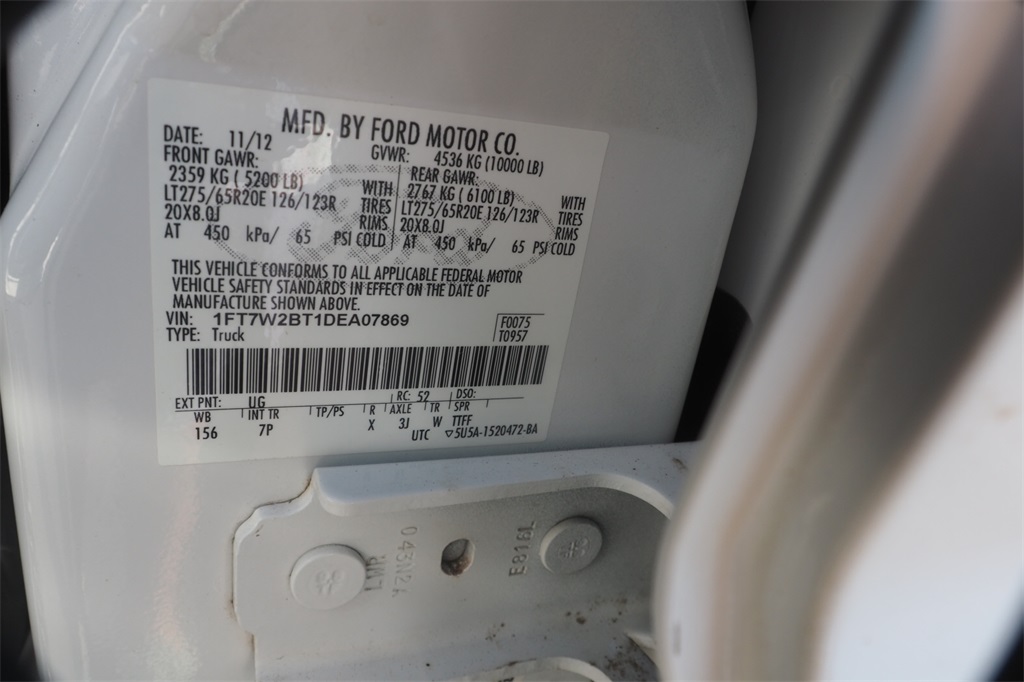 MFD. BY FORD MOTOR CO.
DATE: 11/12 GVWR: 4536 KG (10000 LB)
FRONT GAWR: REAR GAWR:
2359 KG ( 5200 LB) WITH 2767 KG ( 6100 LB) WITH
LT275/65R20E 126/123R TIRES LT275/65R20E 126/123R TIRES
20X8.0J RIMS 20X8.0J RIMS
AT 450 kPa/ 65 PSI COLD AT 450 kPa/ 65 PSI COLD
THIS VEHICLE CONFORMS TO ALL APPLICABLE FEDERAL MOTOR
VEHICLE SAFETY STANDARDS IN EFFECT ON THE DATE OF
MANUFACTURE SHOWN ABOVE.
VIN: 1FT7W2BT1DEA07869 F0075
TYPE: Truck T0957
EXT PNT: UG RC: 52 DSO:
WB INT TR TP/PS R AXLE TR SPR
156 7P X 3J W TTFF
UTC ▽5U5A-1520472-BA
LWR
E818L